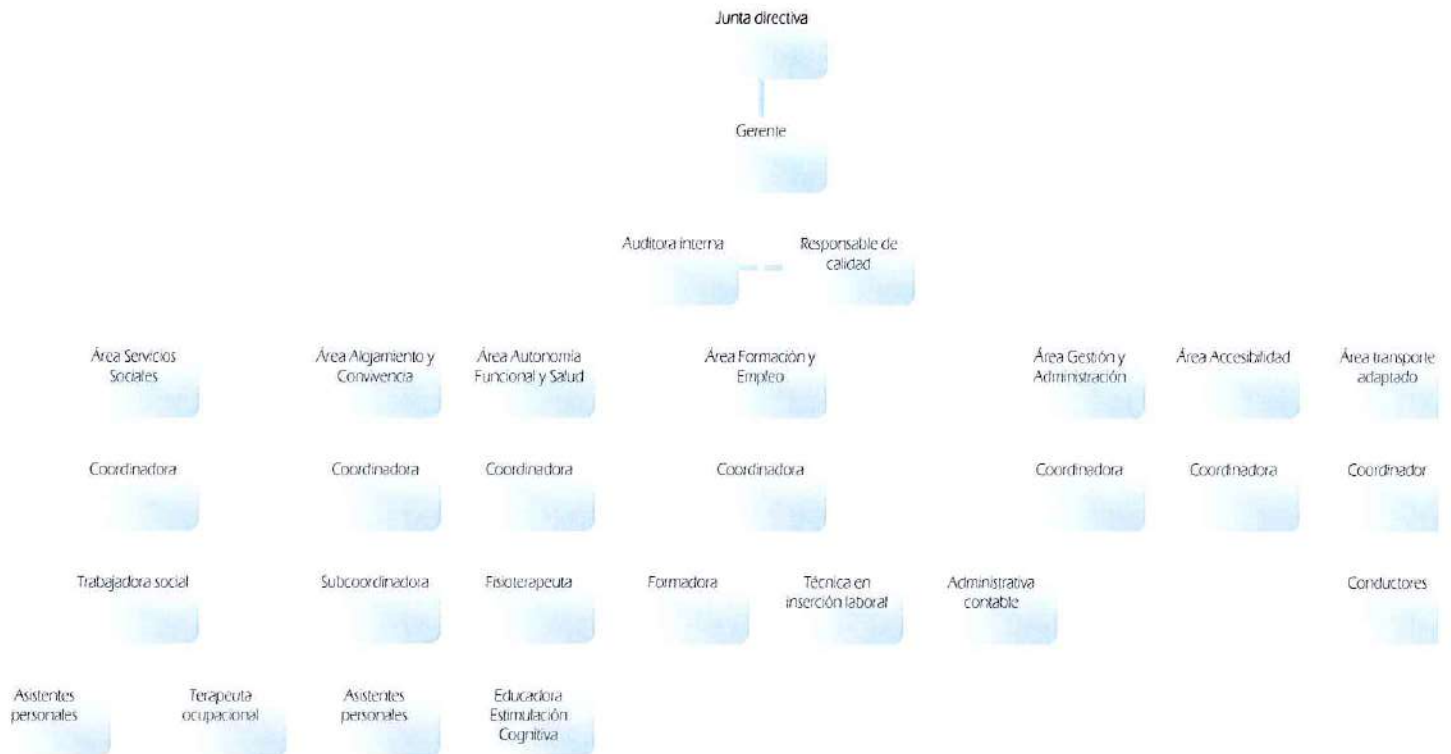 Junta directiva
Gerente
Auditora interna
Responsable de
calidad
Área Servicios
Sociales
Área Alojamiento y
Convivencia
Área Autonomía
Funcional y Salud
Área Formación y
Empleo
Área Gestión y
Administración
Área Accesibilidad
Área transporte
adaptado
Coordinadora
Coordinadora
Coordinadora
Coordinadora
Coordinadora
Coordinadora
Coordinador
Trabajadora social
Subcoordinadora
Fisioterapeuta
Formadora
Técnica en
inserción laboral
Administrativa
contable
Conductores
Asistentes
personales
Terapeuta
ocupacional
Asistentes
personales
Educadora
Estimulación
Cognitiva